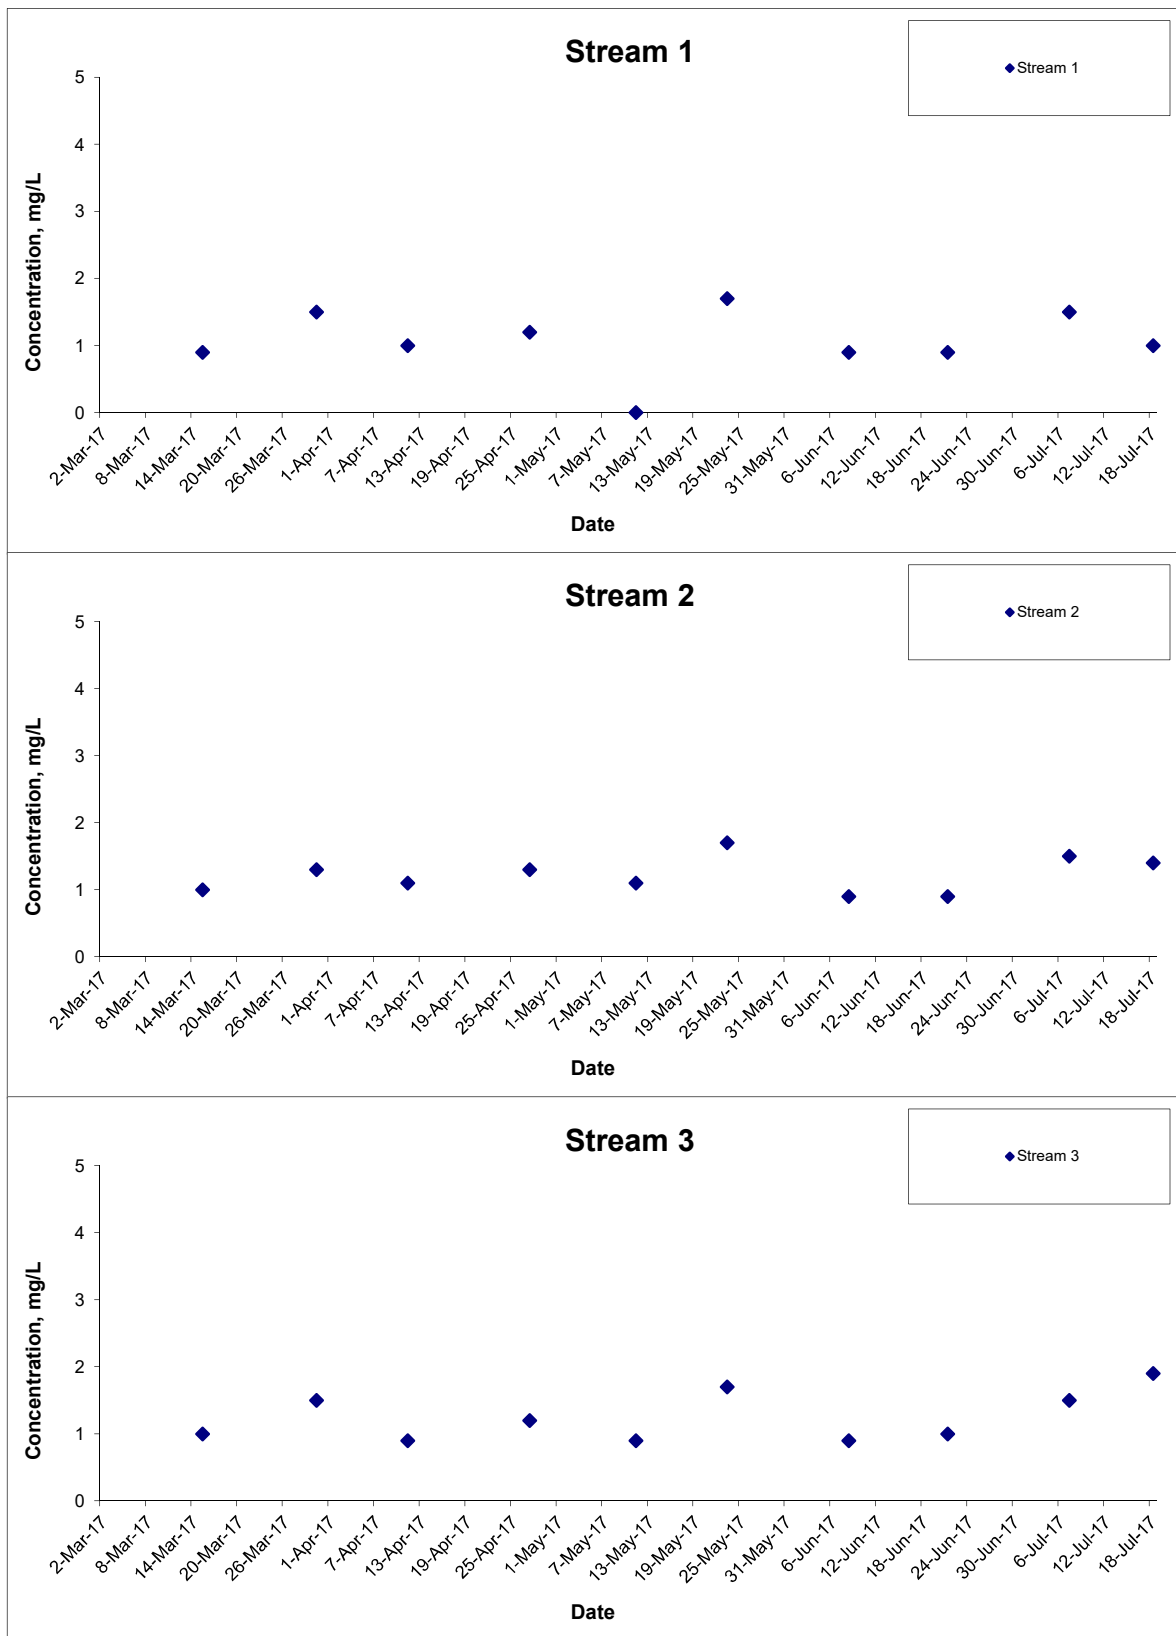 Stream 1
Stream 1
5
4
3
2
1
0
Concentration, mg/L
2-Mar-17
8-Mar-17
14-Mar-17
20-Mar-17
26-Mar-17
1-Apr-17
7-Apr-17
13-Apr-17
19-Apr-17
25-Apr-17
1-May-17
7-May-17
13-May-17
19-May-17
25-May-17
31-May-17
6-Jun-17
12-Jun-17
18-Jun-17
24-Jun-17
30-Jun-17
6-Jul-17
12-Jul-17
18-Jul-17
Date
Stream 2
Stream 2
5
4
3
2
1
0
Concentration, mg/L
2-Mar-17
8-Mar-17
14-Mar-17
20-Mar-17
26-Mar-17
1-Apr-17
7-Apr-17
13-Apr-17
19-Apr-17
25-Apr-17
1-May-17
7-May-17
13-May-17
19-May-17
25-May-17
31-May-17
6-Jun-17
12-Jun-17
18-Jun-17
24-Jun-17
30-Jun-17
6-Jul-17
12-Jul-17
18-Jul-17
Date
Stream 3
Stream 3
5
4
3
2
1
0
Concentration, mg/L
2-Mar-17
8-Mar-17
14-Mar-17
20-Mar-17
26-Mar-17
1-Apr-17
7-Apr-17
13-Apr-17
19-Apr-17
25-Apr-17
1-May-17
7-May-17
13-May-17
19-May-17
25-May-17
31-May-17
6-Jun-17
12-Jun-17
18-Jun-17
24-Jun-17
30-Jun-17
6-Jul-17
12-Jul-17
18-Jul-17
Date